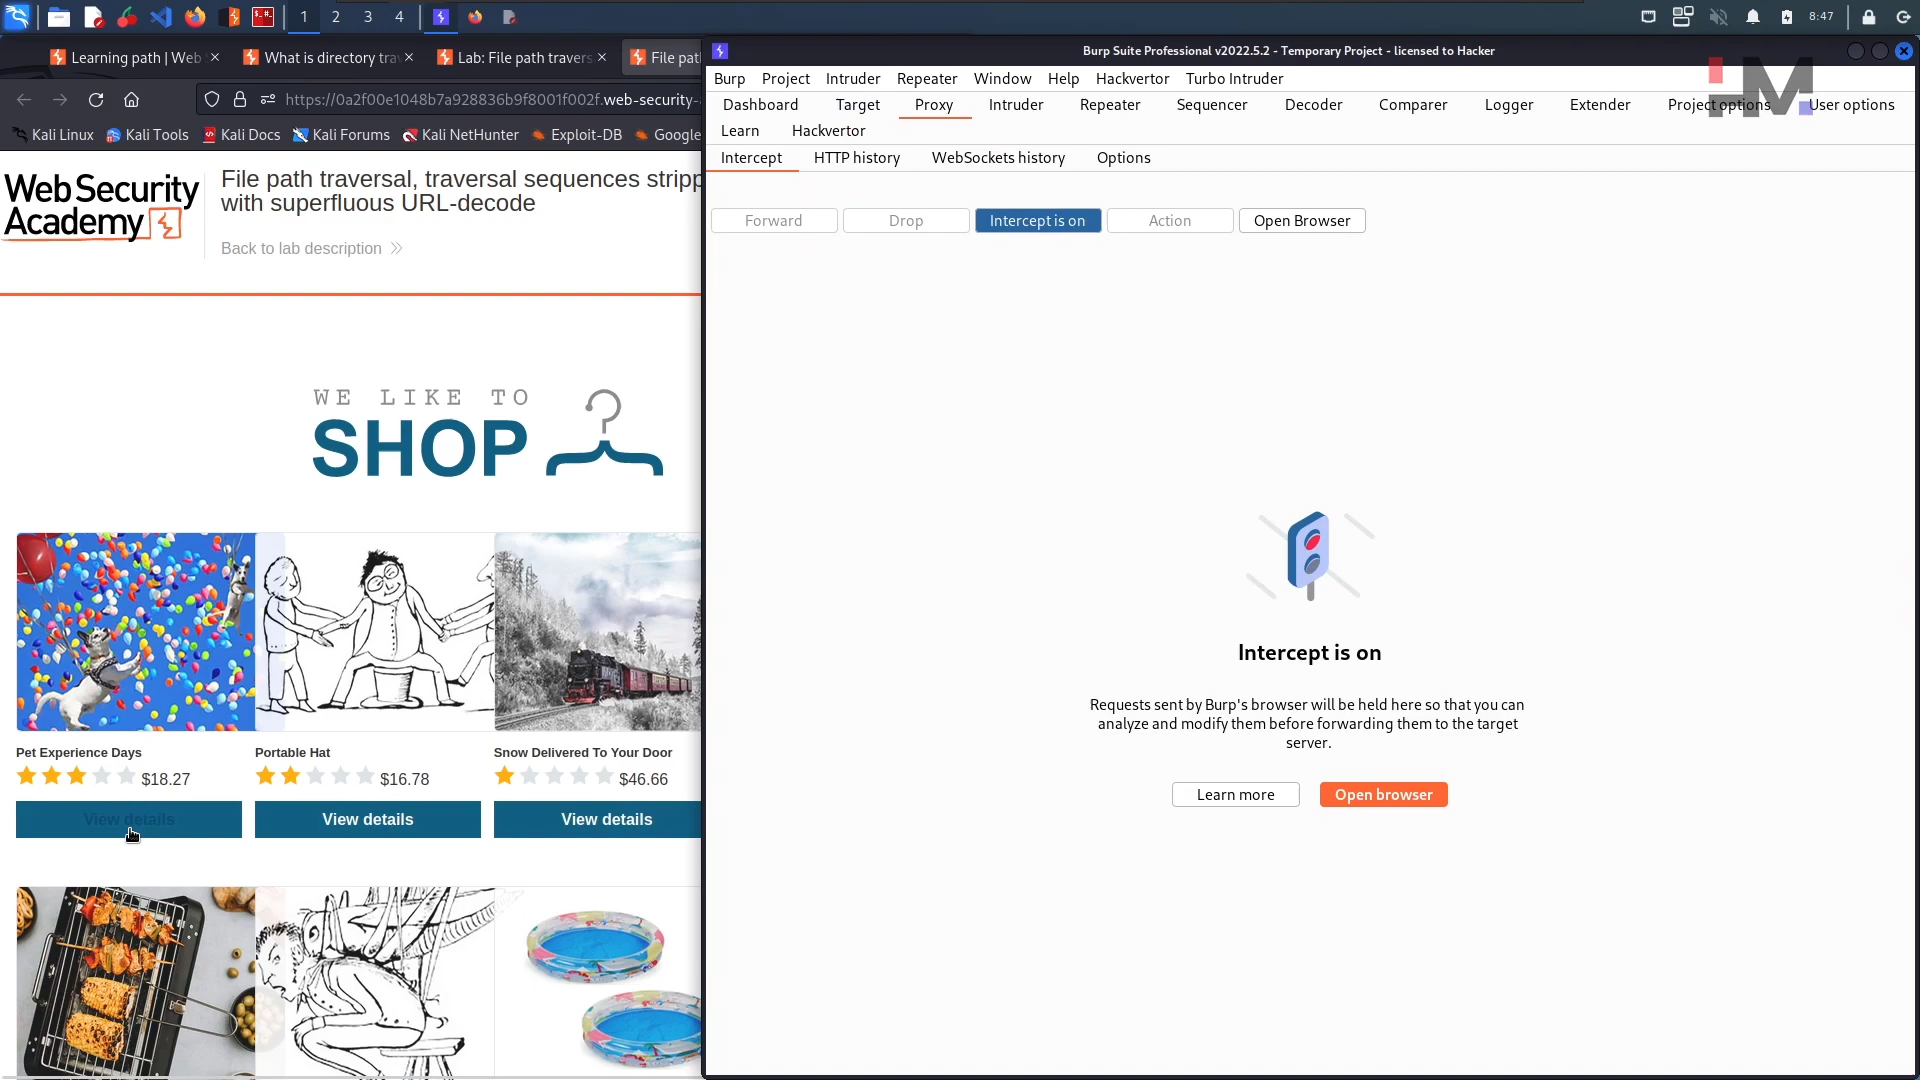 1 2 3 4
8:47
Learning path | Web
What is directory tra
Lab: File path travers
File pat
https://0a2f00e1048b7a928836b9f8001f002f.web-security-
Kali Linux Kali Tools Kali Docs Kali Forums Kali NetHunter Exploit-DB Google
Web Security
Academy
File path traversal, traversal sequences stripp
with superfluous URL-decode
Back to lab description
WE LIKE TO
SHOP
Pet Experience Days
$18.27
View details
Portable Hat
$16.78
View details
Snow Delivered To Your Door
$46.66
View details
Burp Suite Professional v2022.5.2 - Temporary Project - licensed to Hacker
Burp Project Intruder Repeater Window Help Hackvertor Turbo Intruder
Dashboard Target Proxy Intruder Repeater Sequencer Decoder Comparer Logger Extender Project options User options
Learn Hackvertor
Intercept HTTP history WebSockets history Options
Forward Drop Intercept is on Action Open Browser
Intercept is on
Requests sent by Burp's browser will be held here so that you can
analyze and modify them before forwarding them to the target
server.
Learn more Open browser